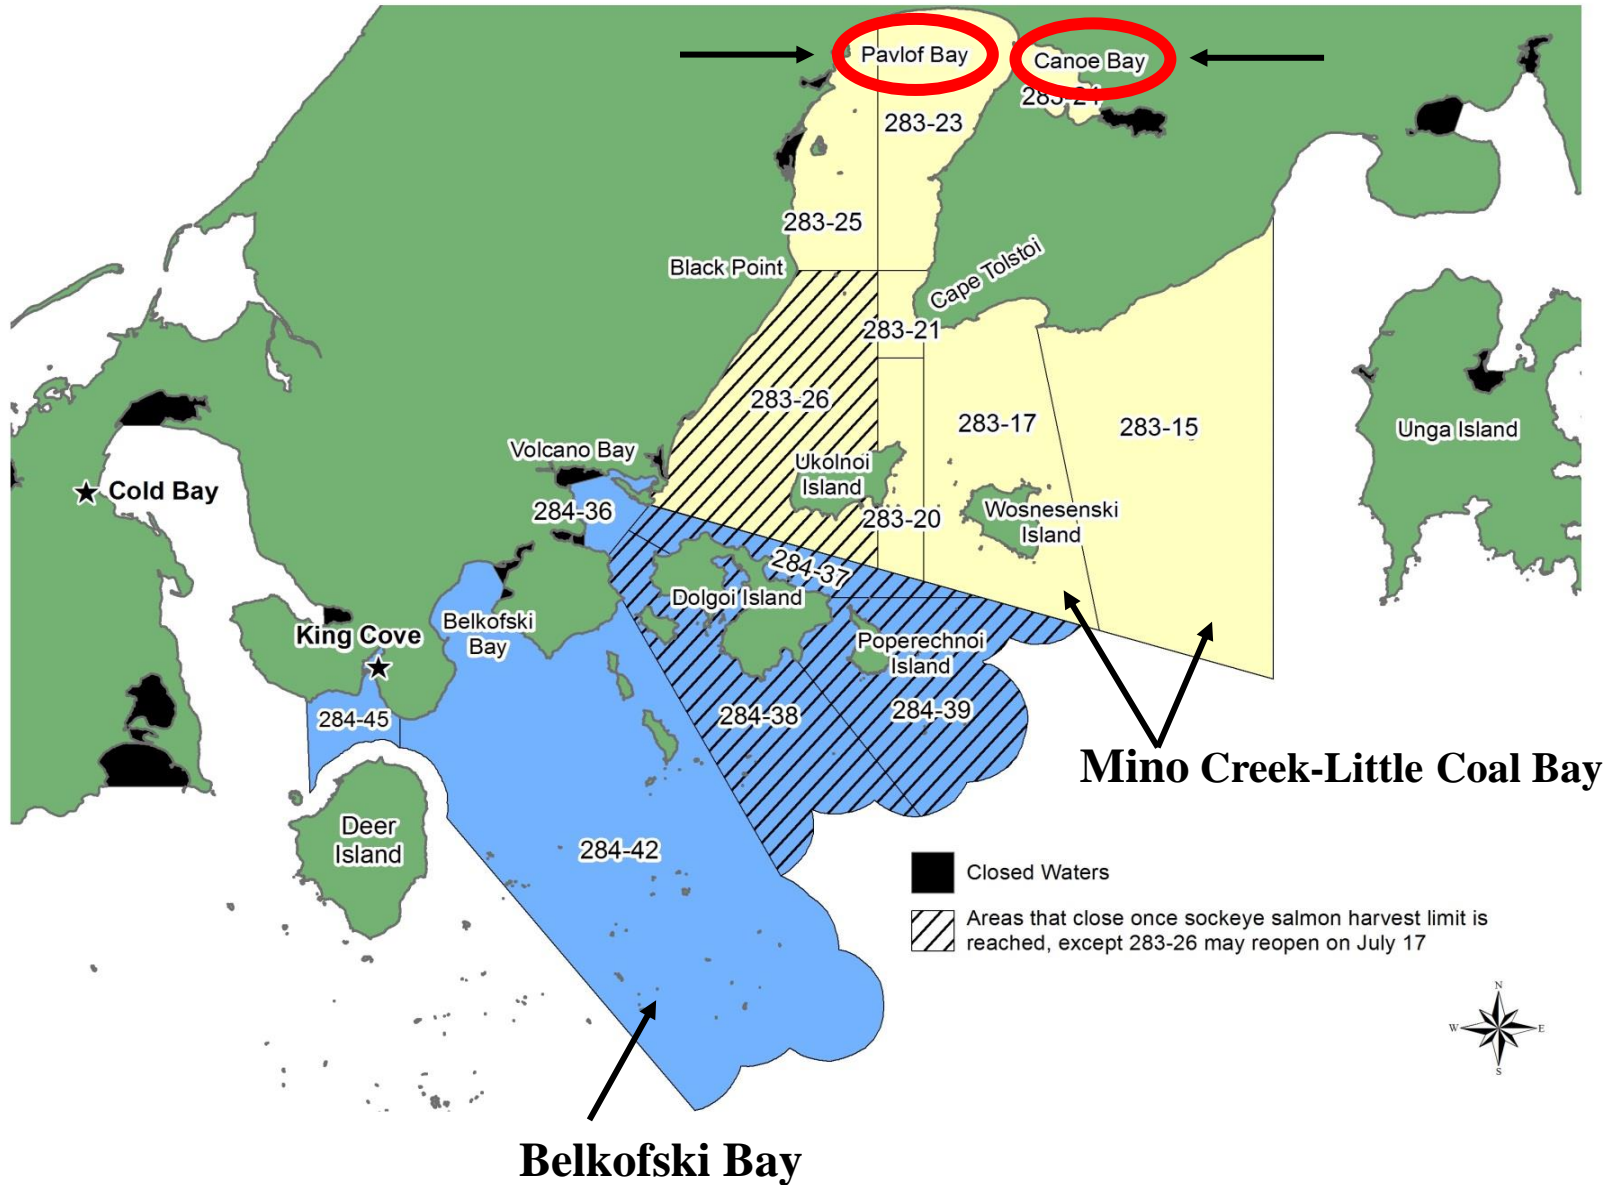 Pavlof Bay
Canoe Bay
283-24
283-23
283-25
Black Point
Cape Tolstoi
283-21
283-26
283-17
283-15
Unga Island
Volcano Bay
Ukolnoi
Island
Cold Bay
284-36
283-20
Wosnesenski
Island
284-37
Dolgoi Island
King Cove
Belkofski
Bay
Poperechnoi
Island
284-45
284-38
284-39
Mino Creek-Little Coal Bay
Deer
Island
284-42
Closed Waters
Areas that close once sockeye salmon harvest limit is
reached, except 283-26 may reopen on July 17
N
W
E
S
Belkofski Bay